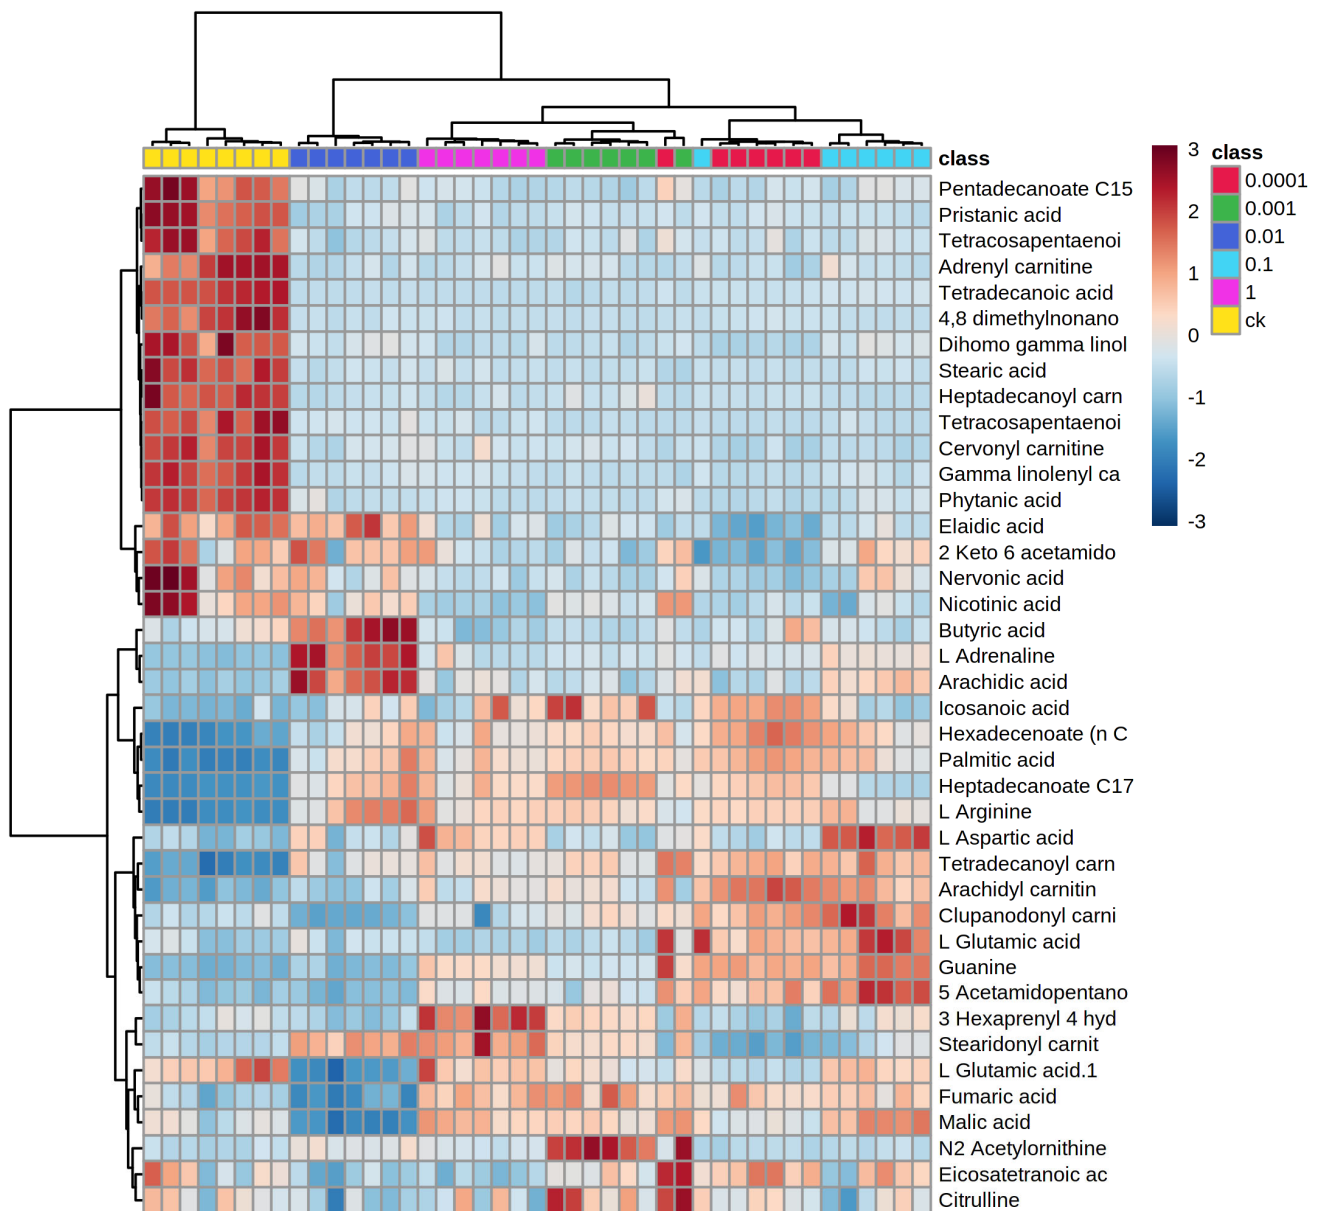 class
Pentadecanoate C15
Pristanic acid
Tetracosapentaenoi
Adrenyl carnitine
Tetradecanoic acid
4,8 dimethylnonano
Dihomo gamma linol
Stearic acid
Heptadecanoyl carn
Tetracosapentaenoi
Cervonyl carnitine
Gamma linolenyl ca
Phytanic acid
Elaidic acid
2 Keto 6 acetamido
Nervonic acid
Nicotinic acid
Butyric acid
L Adrenaline
Arachidic acid
Icosanoic acid
Hexadecenoate (n C
Palmitic acid
Heptadecanoate C17
L Arginine
L Aspartic acid
Tetradecanoyl carn
Arachidyl carnitin
Clupanodonyl carni
L Glutamic acid
Guanine
5 Acetamidopentano
3 Hexaprenyl 4 hyd
Stearidonyl carnit
L Glutamic acid.1
Fumaric acid
Malic acid
N2 Acetylornithine
Eicosatetranoic ac
Citrulline
3
2
1
0
-1
-2
-3
class
0.0001
0.001
0.01
0.1
1
ck